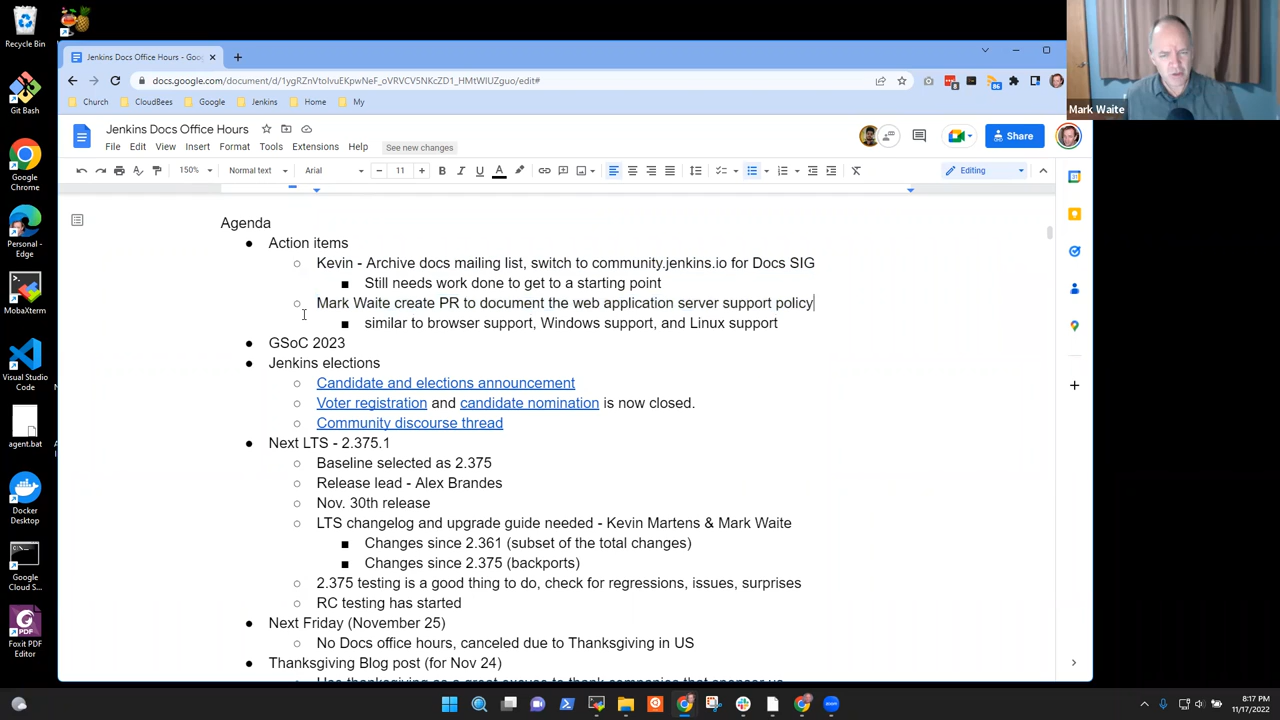 Recycle Bin
Git Bash
Google Chrome
Personal - Edge
MobaXterm
Visual Studio Code
agent.bat
Docker Desktop
Google Cloud S...
Foxit PDF Editor
Jenkins Docs Office Hours - Goo
docs.google.com/document/d/1ygRZnVtoIvuEKpwNeF_oVRVCV5NKcZD1_HMtWIUZguo/edit#
Church
CloudBees
Google
Jenkins
Home
My
Mark Waite
Jenkins Docs Office Hours
File Edit View Insert Format Tools Extensions Help
See new changes
Share
150%
Normal text
Arial
11
Editing
Agenda
Action items
Kevin - Archive docs mailing list, switch to community.jenkins.io for Docs SIG
Still needs work done to get to a starting point
Mark Waite create PR to document the web application server support policy
similar to browser support, Windows support, and Linux support
GSoC 2023
Jenkins elections
Candidate and elections announcement
Voter registration and candidate nomination is now closed.
Community discourse thread
Next LTS - 2.375.1
Baseline selected as 2.375
Release lead - Alex Brandes
Nov. 30th release
LTS changelog and upgrade guide needed - Kevin Martens & Mark Waite
Changes since 2.361 (subset of the total changes)
Changes since 2.375 (backports)
2.375 testing is a good thing to do, check for regressions, issues, surprises
RC testing has started
Next Friday (November 25)
No Docs office hours, canceled due to Thanksgiving in US
Thanksgiving Blog post (for Nov 24)
8:17 PM
11/17/2022